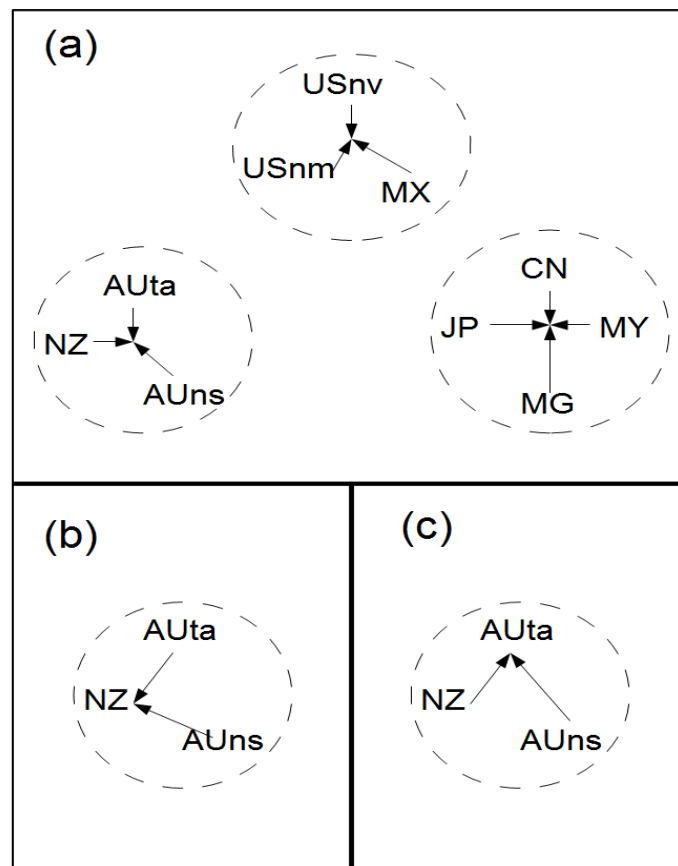 (a)
USnv
USnm
MX
AUta
NZ
AUns
CN
JP
MY
MG
(b)
AUta
NZ
AUns
(c)
AUta
NZ
AUns